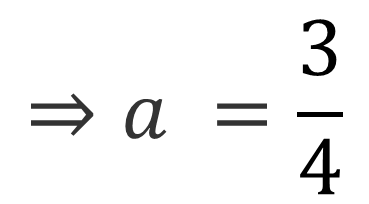 ⇒ a = 3/4